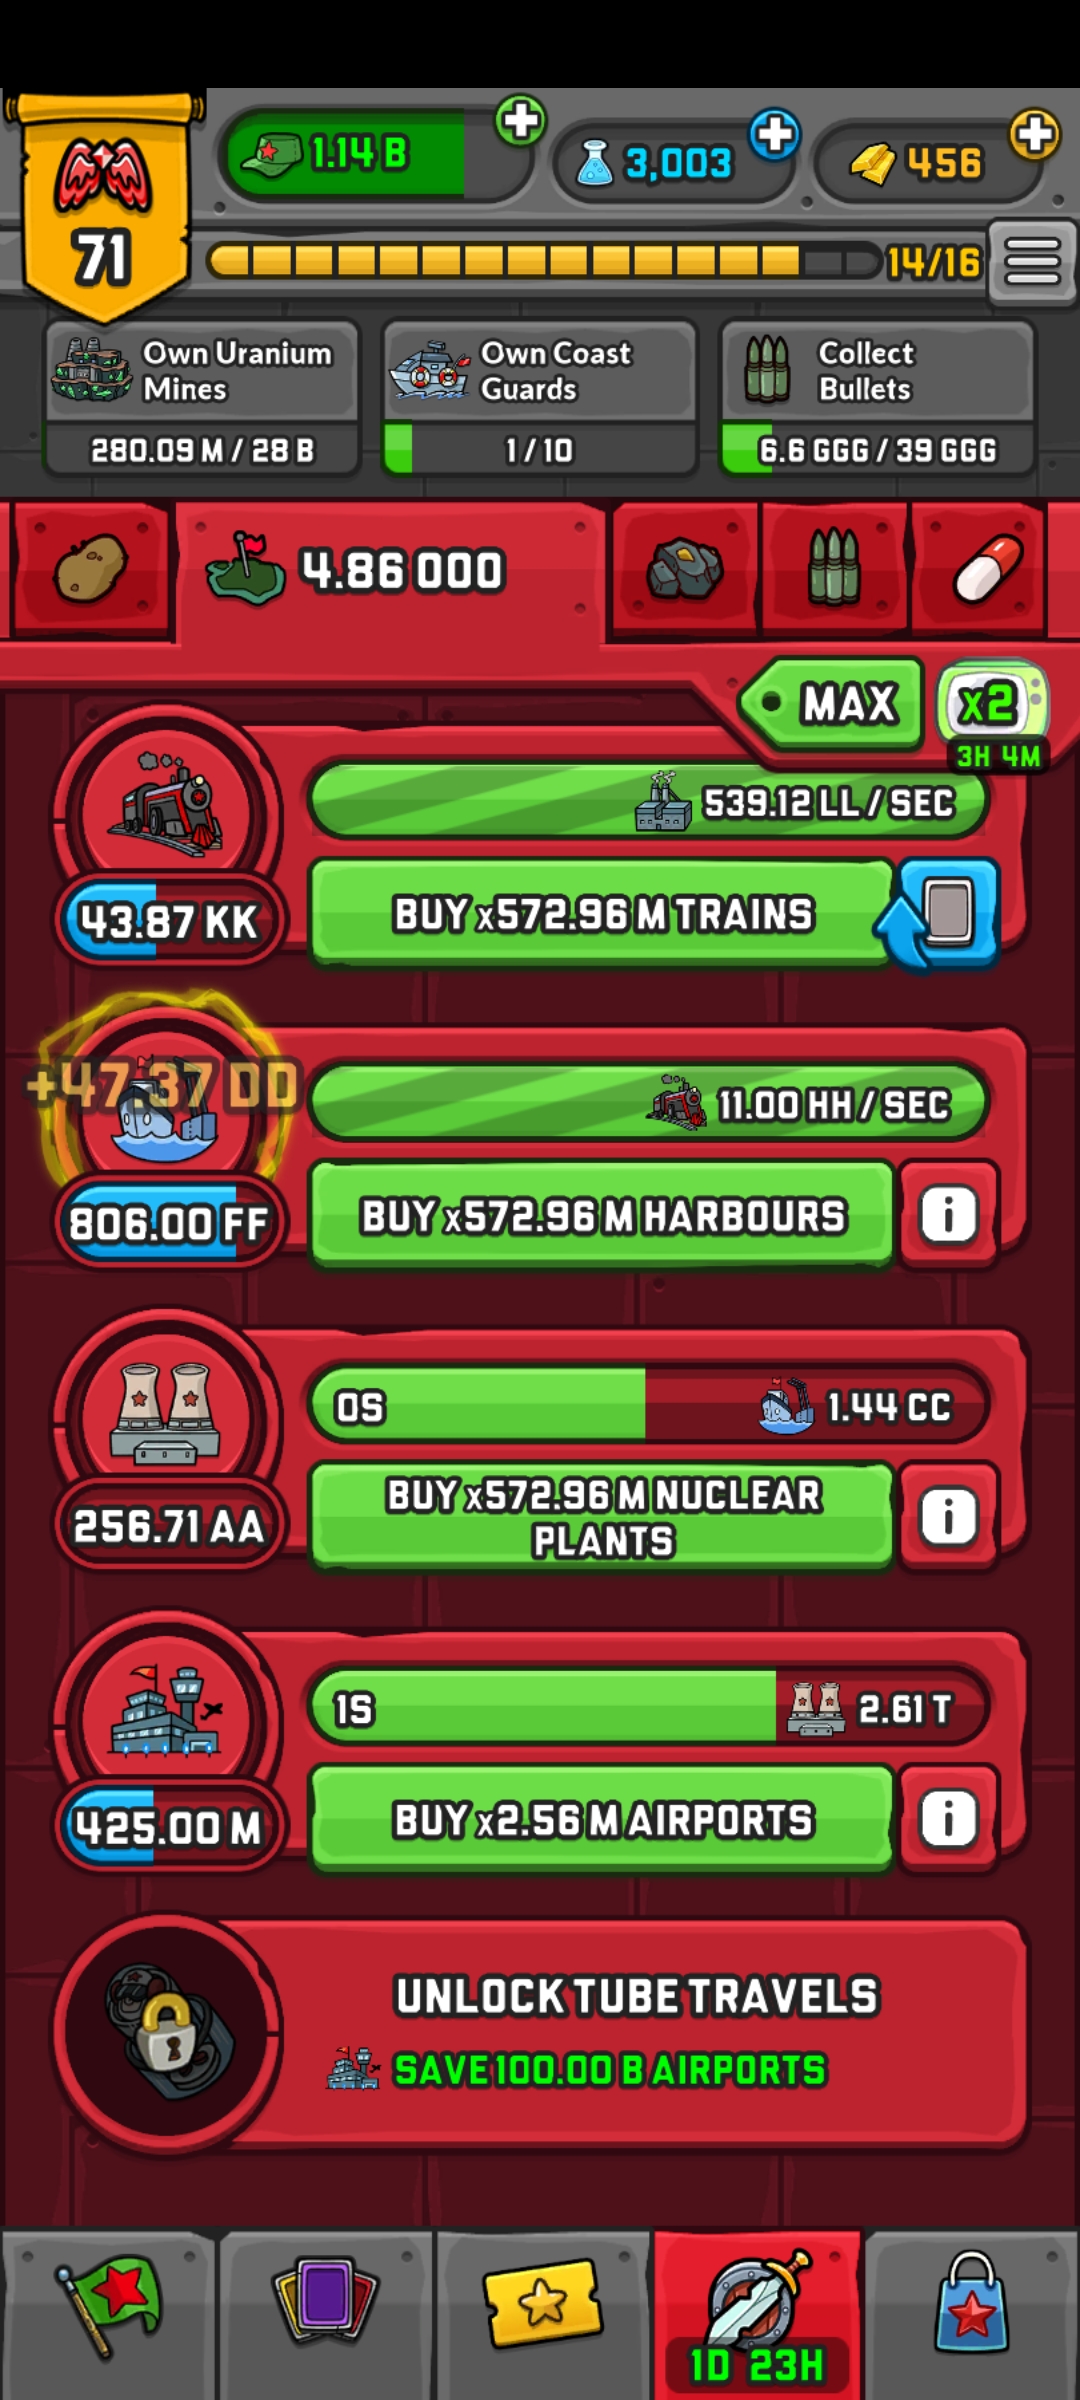 71
1.14 B
3,003
456
14/16
Own Uranium
Mines
280.09 M / 28 B
Own Coast
Guards
1 / 10
Collect
Bullets
6.6 GGG / 39 GGG
4.86 OOO
MAX
x2
3H 4M
539.12 LL / SEC
43.87 KK
BUY x572.96 M TRAINS
+47.37 DD
11.00 HH / SEC
806.00 FF
BUY x572.96 M HARBOURS
0S
1.44 CC
256.71 AA
BUY x572.96 M NUCLEAR
PLANTS
1S
2.61 T
425.00 M
BUY x2.56 M AIRPORTS
UNLOCK TUBE TRAVELS
SAVE 100.00 B AIRPORTS
1D 23H